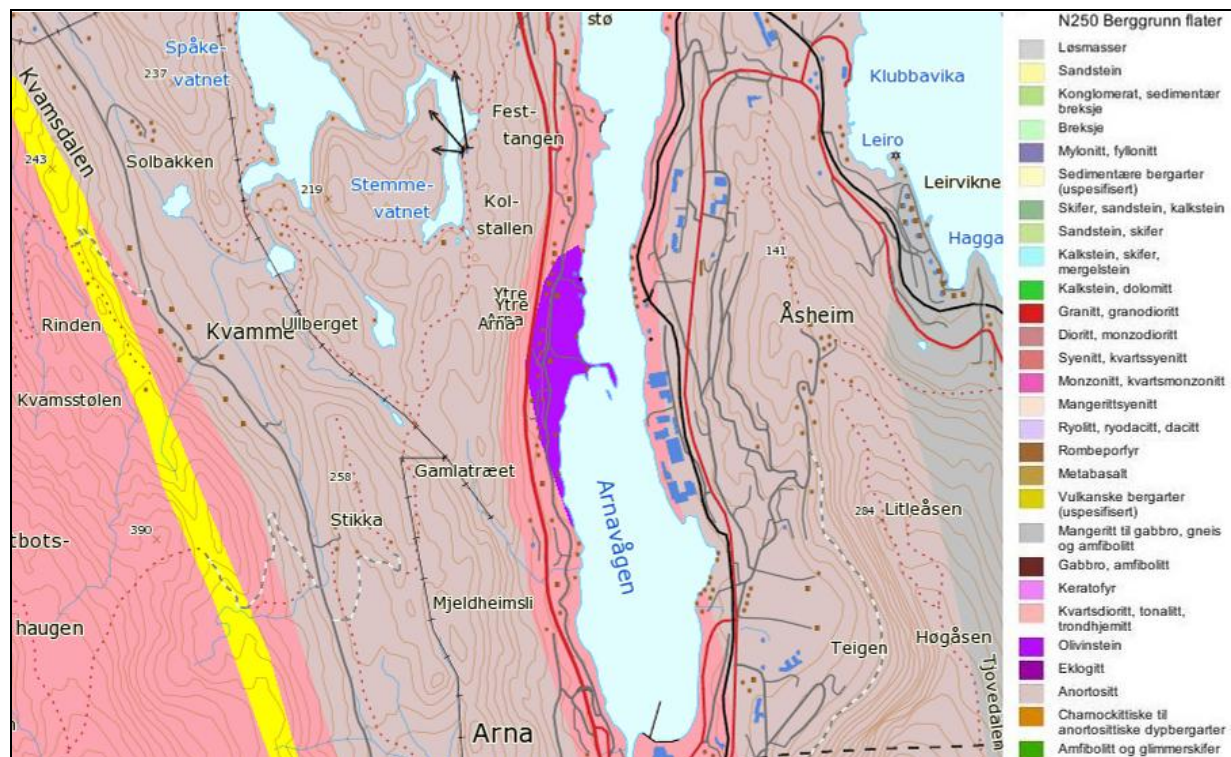 Spåke-
vatnet
237
Kvamsdalen
243
Solbakken
219
Stemme-
vatnet
stø
Fest-
tangen
Kol-
stallen
Ytre
Ytre
Arna
Arna
Rinden
Kvamme
Ullberget
Kvamsstølen
258
Gamlatræet
Stikka
390
tbots-
haugen
Mjeldheimsli
Arna
Arnavågen
Klubbavika
Leiro
Leirvikne
Hagga
141
Åsheim
284
Litleåsen
Teigen
Høgåsen
Tjovedalen
N250 Berggrunn flater
Løsmasser
Sandstein
Konglomerat, sedimentær
breksje
Breksje
Mylonitt, fyllonitt
Sedimentære bergarter
(uspesifisert)
Skifer, sandstein, kalkstein
Sandstein, skifer
Kalkstein, skifer,
mergelstein
Kalkstein, dolomitt
Granitt, granodioritt
Dioritt, monzodioritt
Syenitt, kvartssyenitt
Monzonitt, kvartsmonzonitt
Mangerittsyenitt
Ryolitt, ryodacitt, dacitt
Rombeporfyr
Metabasalt
Vulkanske bergarter
(uspesifisert)
Mangeritt til gabbro, gneis
og amfibolitt
Gabbro, amfibolitt
Keratofyr
Kvartsdioritt, tonalitt,
trondhjemitt
Olivinstein
Eklogitt
Anortositt
Charnockittiske til
anortosittiske dypbergarter
Amfibolitt og glimmerskifer